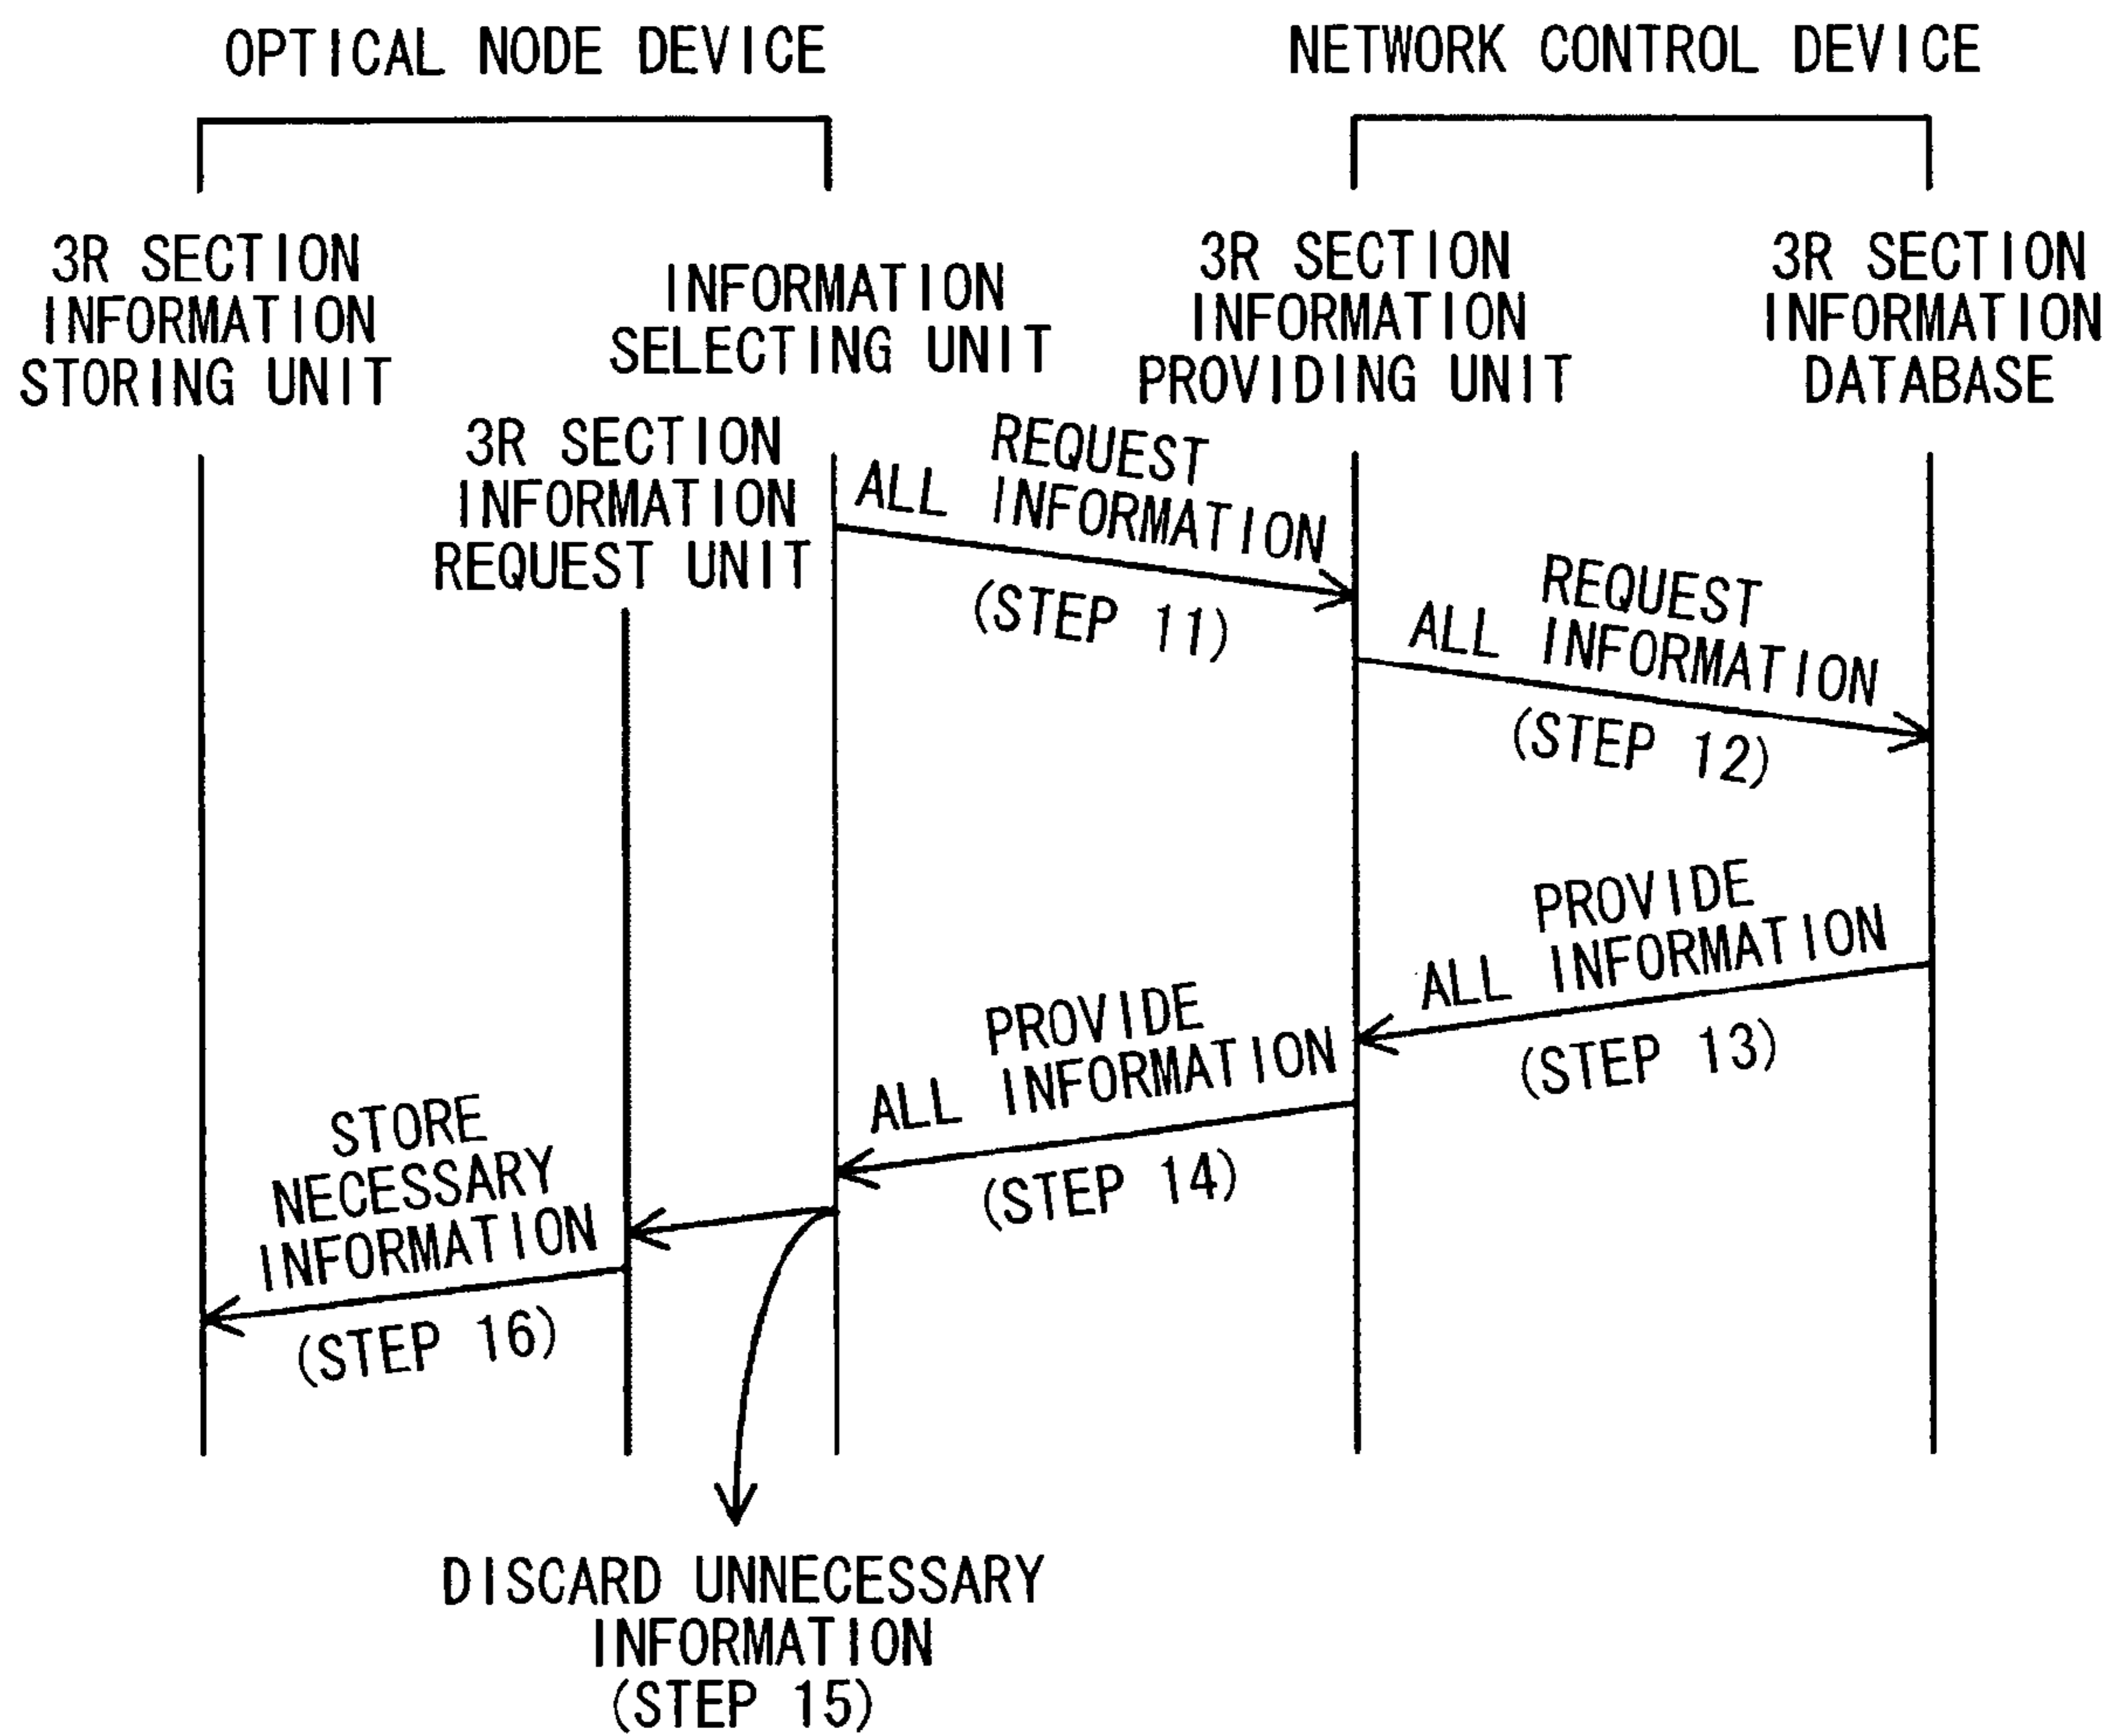 OPTICAL NODE DEVICE
NETWORK CONTROL DEVICE
3R SECTION
INFORMATION
STORING UNIT
3R SECTION
INFORMATION
REQUEST UNIT
INFORMATION
SELECTING UNIT
3R SECTION
INFORMATION
PROVIDING UNIT
3R SECTION
INFORMATION
DATABASE
REQUEST
ALL INFORMATION
(STEP 11)
REQUEST
ALL INFORMATION
(STEP 12)
PROVIDE
ALL INFORMATION
(STEP 13)
PROVIDE
ALL INFORMATION
(STEP 14)
STORE
NECESSARY
INFORMATION
(STEP 16)
DISCARD UNNECESSARY
INFORMATION
(STEP 15)